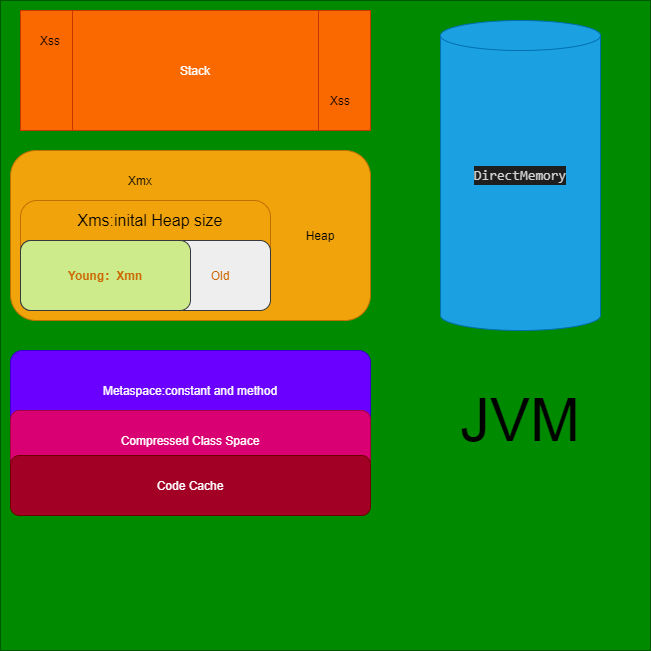 Xss
Stack
Xss
Xmx
Xms:inital Heap size
Heap
Young: Xmn
Old
Metaspace:constant and method
Compressed Class Space
Code Cache
DirectMemory
JVM